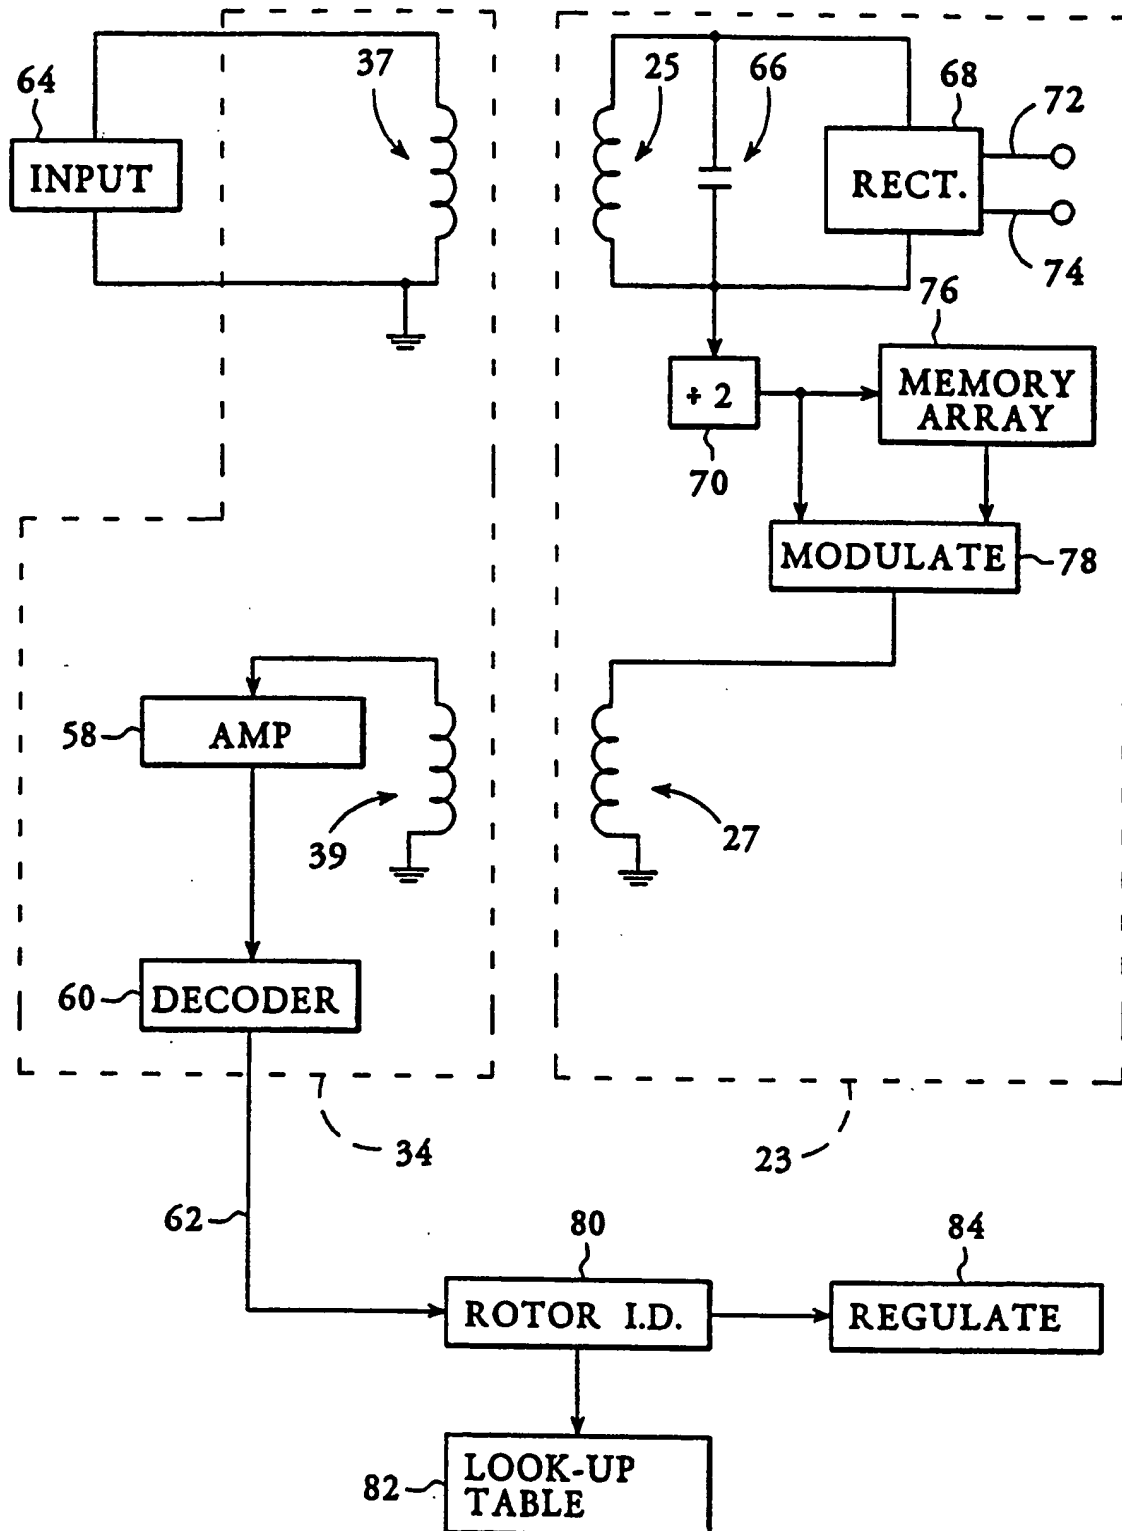 64
INPUT
37
25
66
68
72
RECT.
74
76
+ 2
MEMORY
ARRAY
70
MODULATE
78
58
AMP
39
27
60
DECODER
34
23
62
80
84
ROTOR I.D.
REGULATE
82
LOOK-UP
TABLE